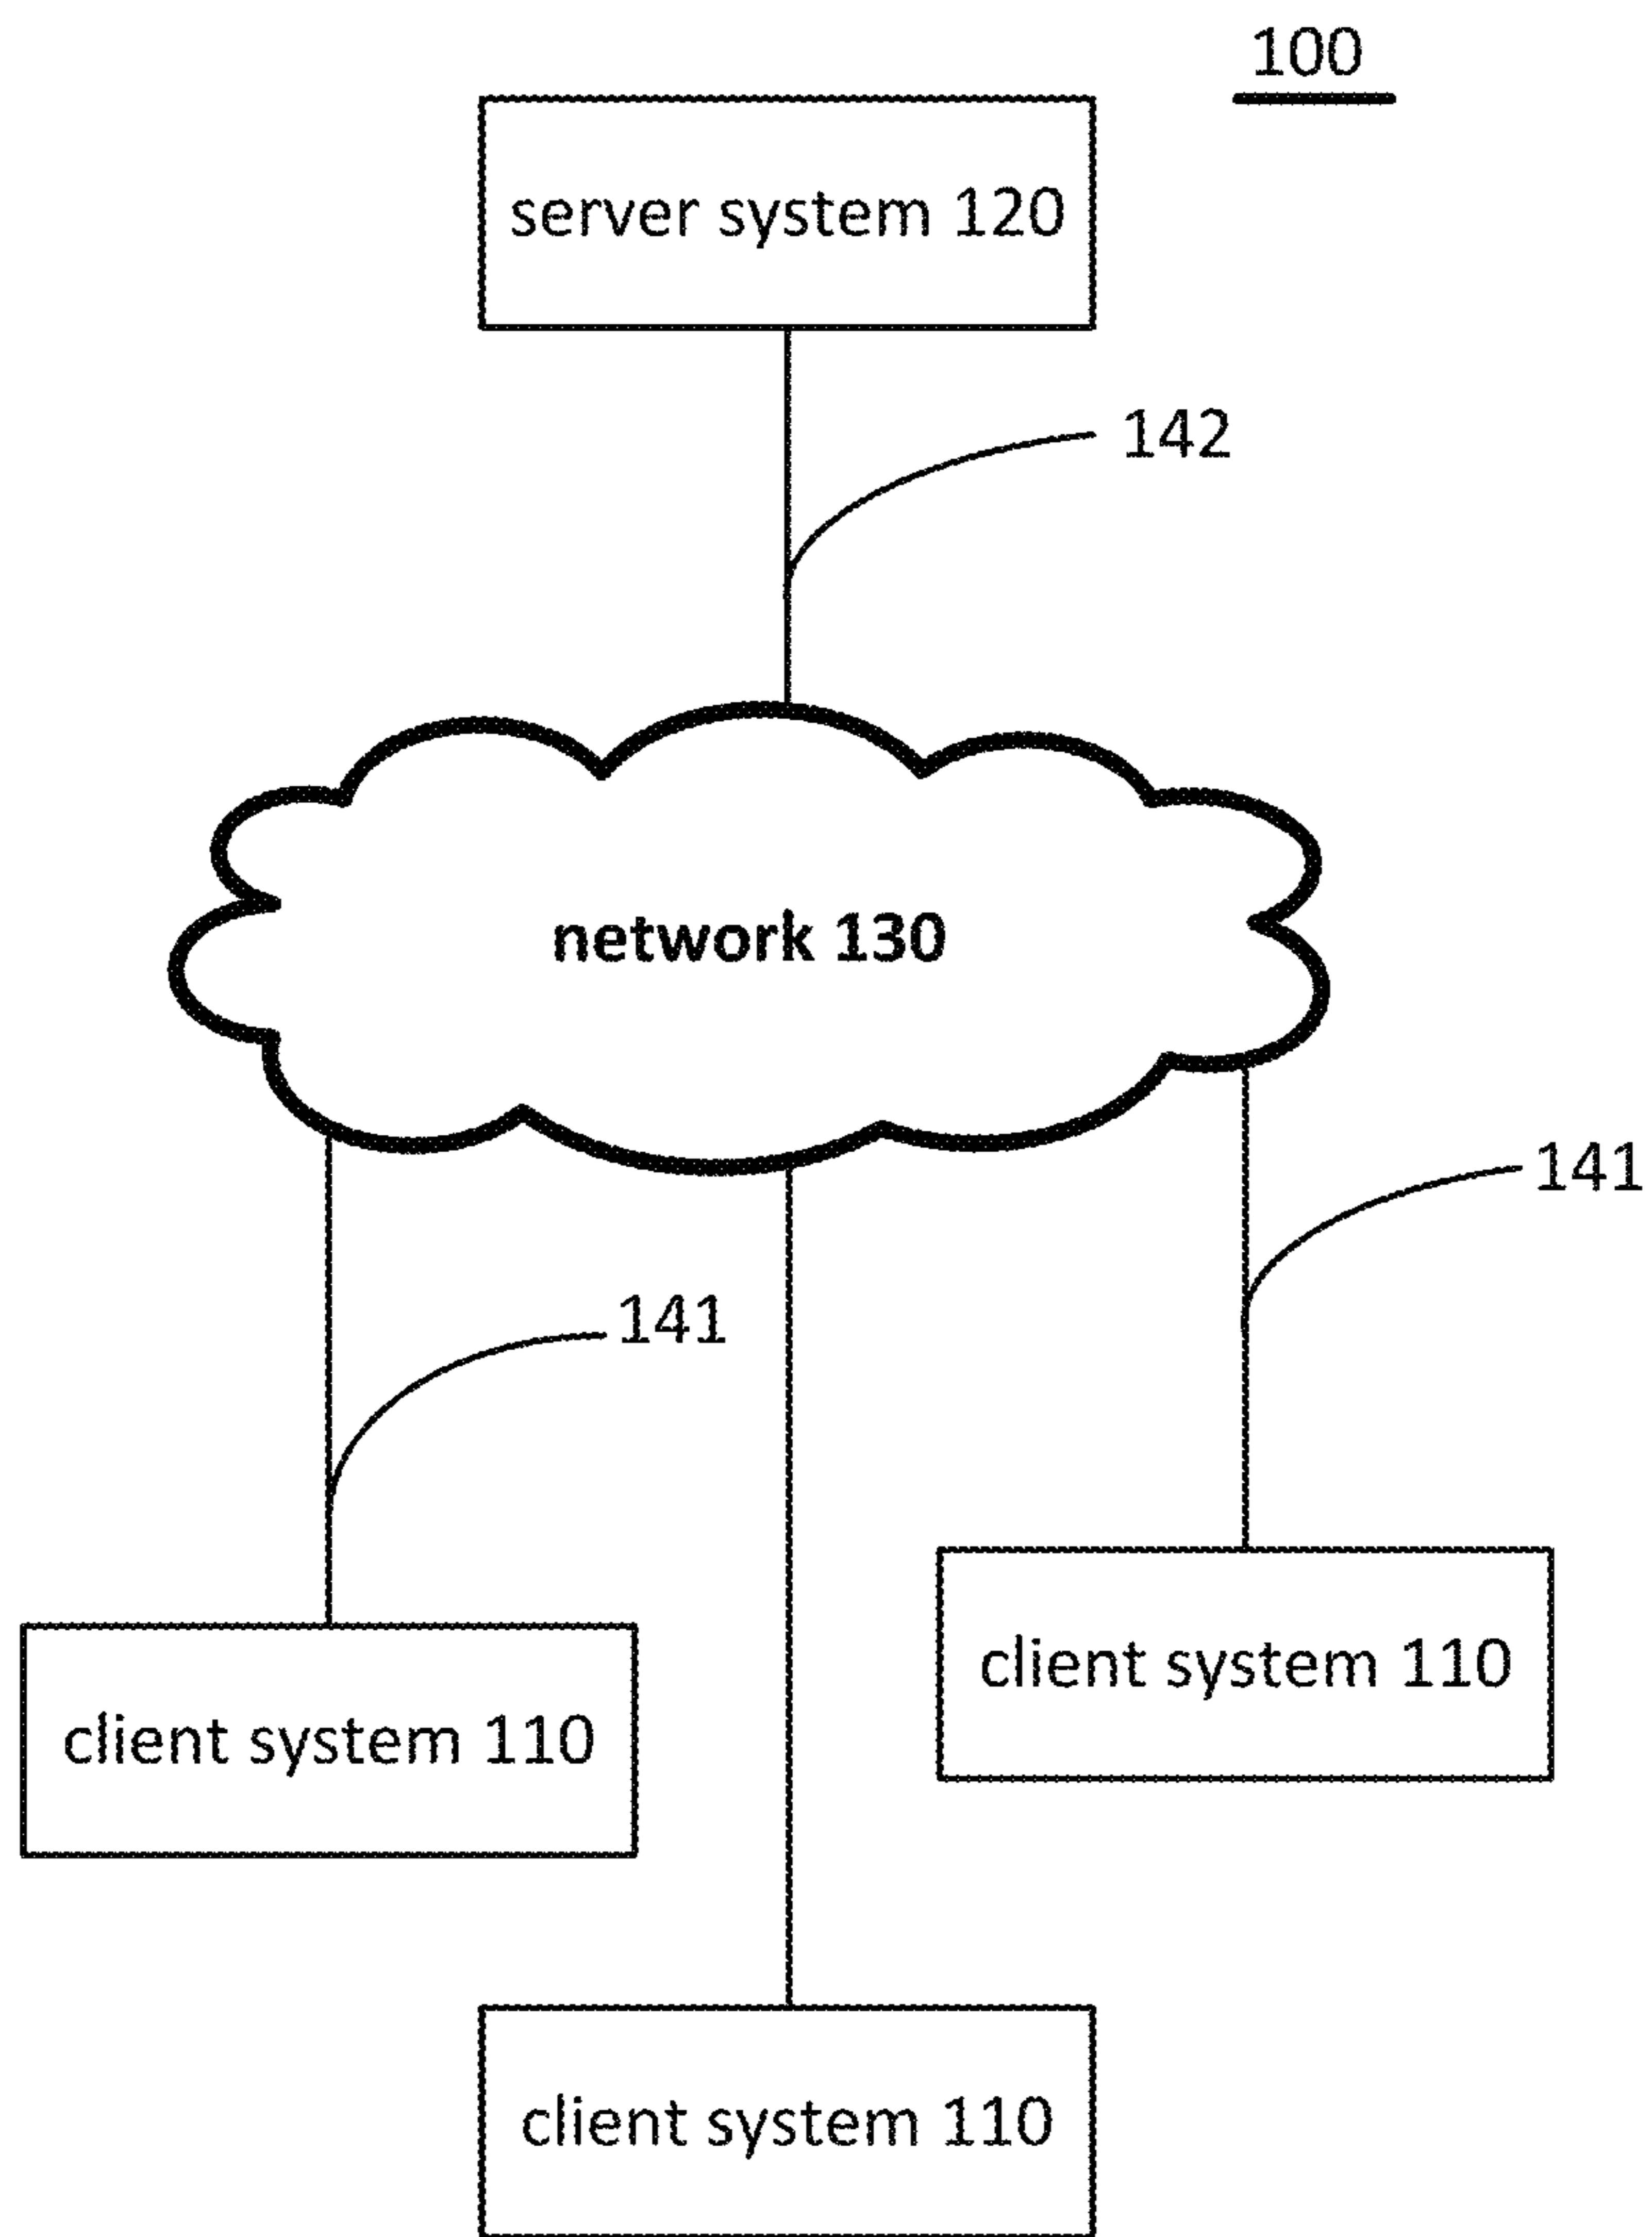 100
server system 120
142
network 130
141
141
client system 110
client system 110
client system 110